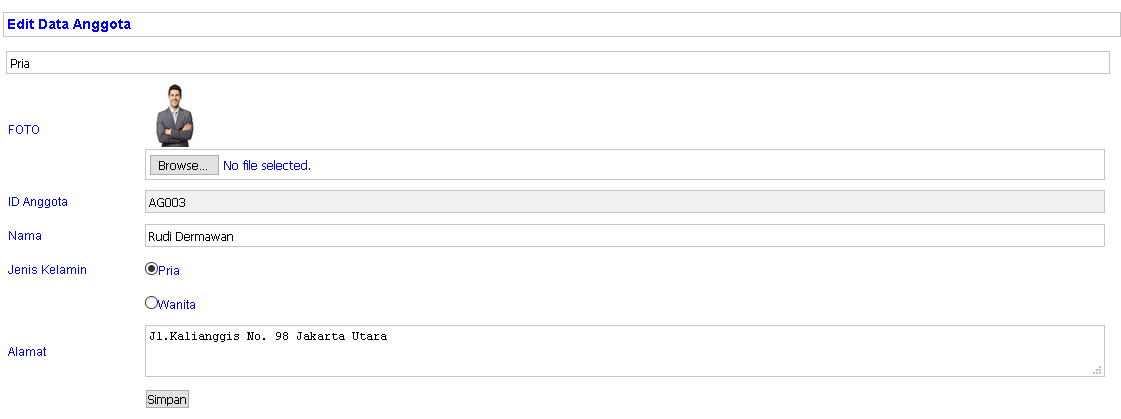 Edit Data Anggota
Pria
FOTO
Browse... No file selected.
ID Anggota AG003
Nama Rudi Dermawan
Jenis Kelamin Pria
Wanita
Alamat Jl.Kalianggis No. 98 Jakarta Utara
Simpan